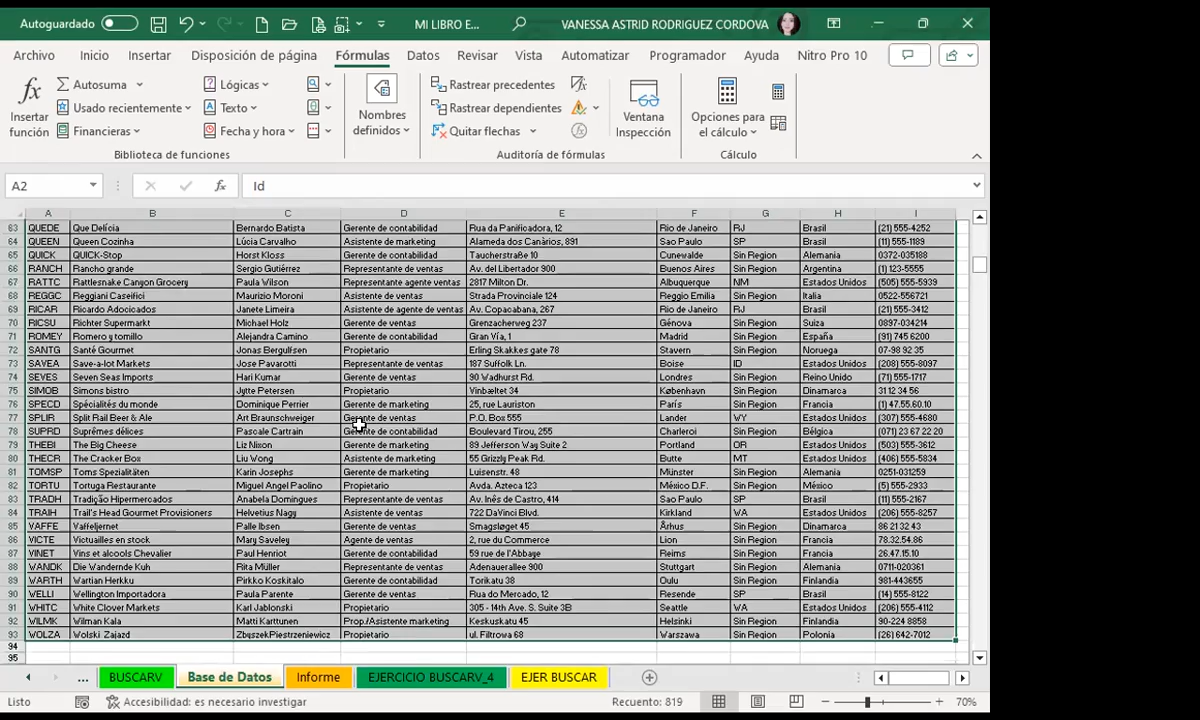 Autoguardado MI LIBRO E... VANESSA ASTRID RODRIGUEZ CORDOVA
Archivo Inicio Insertar Disposición de página Fórmulas Datos Revisar Vista Automatizar Programador Ayuda Nitro Pro 10
fx Insertar función
Autosuma
Usado recientemente
Financieras
Lógicas
Texto
Fecha y hora
Biblioteca de funciones
Nombres definidos
Rastrear precedentes
Rastrear dependientes
Quitar flechas
Ventana Inspección
Auditoría de fórmulas
Opciones para el cálculo
Cálculo
A2 fx Id
A B C D E F G H I
63 QUEDE Que Delícia Bernardo Batista Gerente de contabilidad Rua da Panificadora, 12 Rio de Janeiro RJ Brasil (21) 555-4252
64 QUEEN Queen Cozinha Lúcia Carvalho Asistente de marketing Alameda dos Canàrios, 891 Sao Paulo SP Brasil (11) 555-1189
65 QUICK QUICK-Stop Horst Kloss Gerente de contabilidad Taucherstraße 10 Cunewalde Sin Region Alemania 0372-035188
66 RANCH Rancho grande Sergio Gutiérrez Representante de ventas Av. del Libertador 900 Buenos Aires Sin Region Argentina (1) 123-5555
67 RATTC Rattlesnake Canyon Grocery Paula Wilson Representante agente ventas 2817 Milton Dr. Albuquerque NM Estados Unidos (505) 555-5939
68 REGGC Reggiani Caseifici Maurizio Moroni Asistente de ventas Strada Provinciale 124 Reggio Emilia Sin Region Italia 0522-556721
69 RICAR Ricardo Adocicados Janete Limeira Asistente de agente de ventas Av. Copacabana, 267 Rio de Janeiro RJ Brasil (21) 555-3412
70 RICSU Richter Supermarkt Michael Holz Gerente de ventas Grenzacherweg 237 Génova Sin Region Suiza 0897-034214
71 ROMEY Romero y tomillo Alejandra Camino Gerente de contabilidad Gran Vía, 1 Madrid Sin Region España (91) 745 6200
72 SANTG Santé Gourmet Jonas Bergulfsen Propietario Erling Skakkes gate 78 Stavern Sin Region Noruega 07-98 92 35
73 SAVEA Save-a-lot Markets Jose Pavarotti Representante de ventas 187 Suffolk Ln. Boise ID Estados Unidos (208) 555-8097
74 SEVES Seven Seas Imports Hari Kumar Gerente de ventas 90 Wadhurst Rd. Londres Sin Region Reino Unido (71) 555-1717
75 SIMOB Simons bistro Jytte Petersen Propietario Vinbæltet 34 København Sin Region Dinamarca 31 12 34 56
76 SPECD Spécialités du monde Dominique Perrier Gerente de marketing 25, rue Lauriston París Sin Region Francia (1) 47.55.60.10
77 SPLIR Split Rail Beer & Ale Art Braunschweiger Gerente de ventas P.O. Box 555 Lander WY Estados Unidos (307) 555-4680
78 SUPRD Suprêmes délices Pascale Cartrain Gerente de contabilidad Boulevard Tirou, 255 Charleroi Sin Region Bélgica (071) 23 67 22 20
79 THEBI The Big Cheese Liz Nixon Gerente de marketing 89 Jefferson Way Suite 2 Portland OR Estados Unidos (503) 555-3612
80 THECR The Cracker Box Liu Wong Asistente de marketing 55 Grizzly Peak Rd. Butte MT Estados Unidos (406) 555-5834
81 TOMSP Toms Spezialitäten Karin Josephs Gerente de marketing Luisenstr. 48 Münster Sin Region Alemania 0251-031259
82 TORTU Tortuga Restaurante Miguel Angel Paolino Propietario Avda. Azteca 123 México D.F. Sin Region México (5) 555-2933
83 TRADH Tradição Hipermercados Anabela Domingues Representante de ventas Av. Inês de Castro, 414 Sao Paulo SP Brasil (11) 555-2167
84 TRAIH Trail's Head Gourmet Provisioners Helvetius Nagy Asistente de ventas 722 DaVinci Blvd. Kirkland WA Estados Unidos (206) 555-8257
85 VAFFE Vaffeljernet Palle Ibsen Gerente de ventas Smagsløget 45 Århus Sin Region Dinamarca 86 21 32 43
86 VICTE Victuailles en stock Mary Saveley Agente de ventas 2, rue du Commerce Lion Sin Region Francia 78.32.54.86
87 VINET Vins et alcools Chevalier Paul Henriot Gerente de contabilidad 59 rue de l'Abbaye Reims Sin Region Francia 26.47.15.10
88 WANDK Die Wandernde Kuh Rita Müller Gerente de ventas Adenauerallee 900 Stuttgart Sin Region Alemania 0711-020361
89 WARTH Wartian Herkku Pirkko Koskitalo Gerente de contabilidad Torikatu 38 Oulu Sin Region Finlandia 981-443655
90 WELLI Wellington Importadora Paula Parente Gerente de ventas Rua do Mercado, 12 Resende SP Brasil (14) 555-8122
91 WHITC White Clover Markets Karl Jablonski Propietario 305 - 14th Ave. S. Suite 3B Seattle WA Estados Unidos (206) 555-4112
92 WILMK Wilman Kala Matti Karttunen Prop./Asistente marketing Keskuskatu 45 Helsinki Sin Region Finlandia 90-224 8858
93 WOLZA Wolski Zajazd ZbyszekPiestrzeniewicz Propietario ul. Filtrowa 68 Warszawa Sin Region Polonia (26) 642-7012
94
95
... BUSCARV Base de Datos Informe EJERCICIO BUSCARV_4 EJER BUSCAR
Listo Accesibilidad: es necesario investigar Recuento: 819 70%